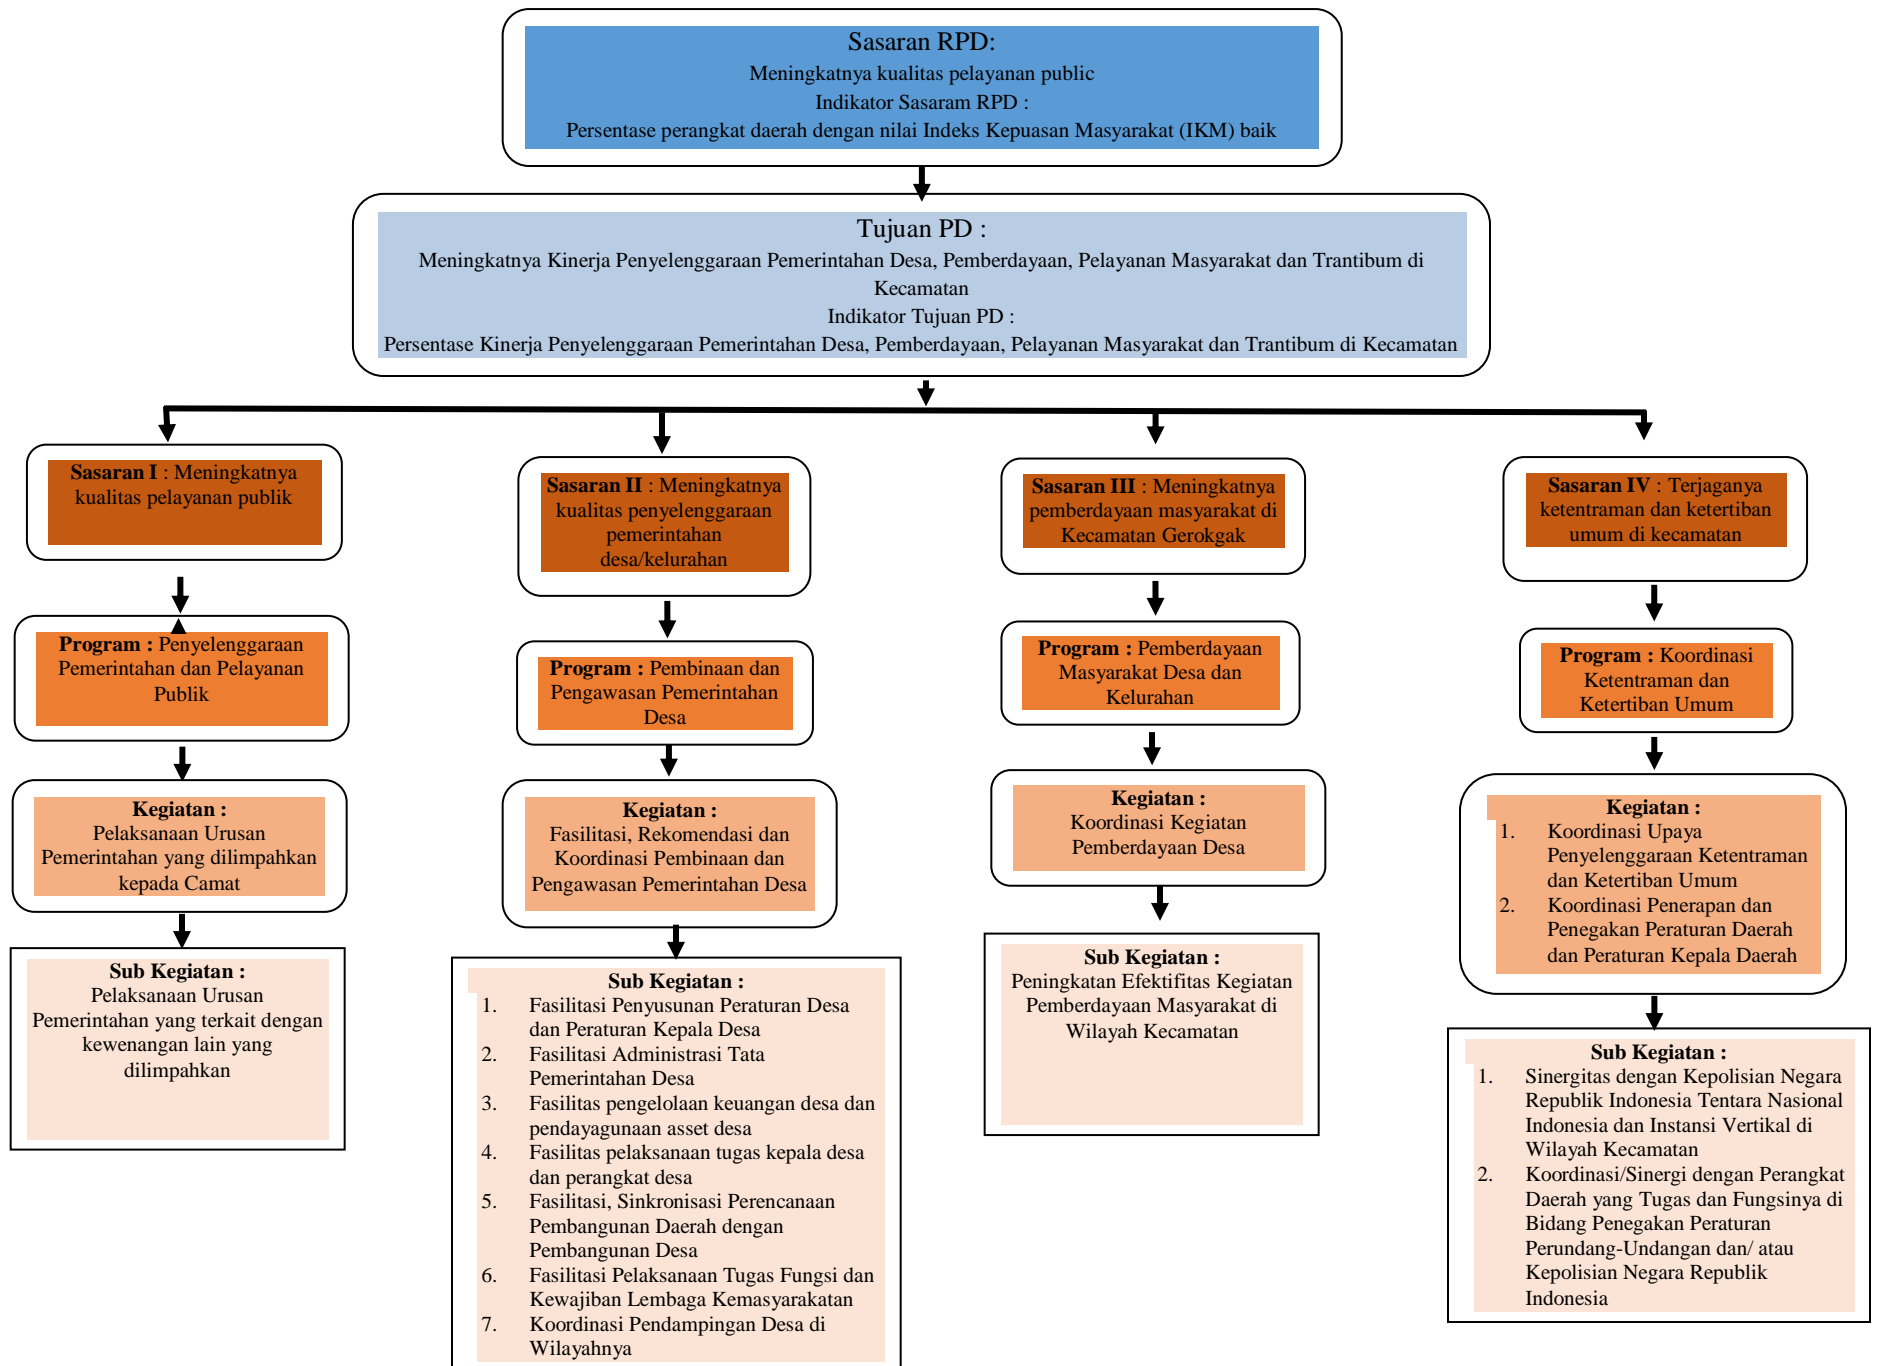 Sasaran RPD:
Meningkatnya kualitas pelayanan public
Indikator Sasaram RPD :
Persentase perangkat daerah dengan nilai Indeks Kepuasan Masyarakat (IKM) baik
Tujuan PD :
Meningkatnya Kinerja Penyelenggaraan Pemerintahan Desa, Pemberdayaan, Pelayanan Masyarakat dan Trantibum di
Kecamatan
Indikator Tujuan PD :
Persentase Kinerja Penyelenggaraan Pemerintahan Desa, Pemberdayaan, Pelayanan Masyarakat dan Trantibum di Kecamatan
Sasaran I : Meningkatnya
kualitas pelayanan publik
Sasaran II : Meningkatnya
kualitas penyelenggaraan
pemerintahan
desa/kelurahan
Sasaran III : Meningkatnya
pemberdayaan masyarakat di
Kecamatan Gerokgak
Sasaran IV : Terjaganya
ketentraman dan ketertiban
umum di kecamatan
Program : Penyelenggaraan
Pemerintahan dan Pelayanan
Publik
Program : Pembinaan dan
Pengawasan Pemerintahan
Desa
Program : Pemberdayaan
Masyarakat Desa dan
Kelurahan
Program : Koordinasi
Ketentraman dan
Ketertiban Umum
Kegiatan :
Pelaksanaan Urusan
Pemerintahan yang dilimpahkan
kepada Camat
Kegiatan :
Fasilitasi, Rekomendasi dan
Koordinasi Pembinaan dan
Pengawasan Pemerintahan Desa
Kegiatan :
Koordinasi Kegiatan
Pemberdayaan Desa
Kegiatan :
1. Koordinasi Upaya
Penyelenggaraan Ketentraman
dan Ketertiban Umum
2. Koordinasi Penerapan dan
Penegakan Peraturan Daerah
dan Peraturan Kepala Daerah
Sub Kegiatan :
Pelaksanaan Urusan
Pemerintahan yang terkait dengan
kewenangan lain yang
dilimpahkan
Sub Kegiatan :
1. Fasilitasi Penyusunan Peraturan Desa
dan Peraturan Kepala Desa
2. Fasilitasi Administrasi Tata
Pemerintahan Desa
3. Fasilitas pengelolaan keuangan desa dan
pendayagunaan asset desa
4. Fasilitas pelaksanaan tugas kepala desa
dan perangkat desa
5. Fasilitasi, Sinkronisasi Perencanaan
Pembangunan Daerah dengan
Pembangunan Desa
6. Fasilitasi Pelaksanaan Tugas Fungsi dan
Kewajiban Lembaga Kemasyarakatan
7. Koordinasi Pendampingan Desa di
Wilayahnya
Sub Kegiatan :
Peningkatan Efektifitas Kegiatan
Pemberdayaan Masyarakat di
Wilayah Kecamatan
Sub Kegiatan :
1. Sinergitas dengan Kepolisian Negara
Republik Indonesia Tentara Nasional
Indonesia dan Instansi Vertikal di
Wilayah Kecamatan
2. Koordinasi/Sinergi dengan Perangkat
Daerah yang Tugas dan Fungsinya di
Bidang Penegakan Peraturan
Perundang-Undangan dan/ atau
Kepolisian Negara Republik
Indonesia